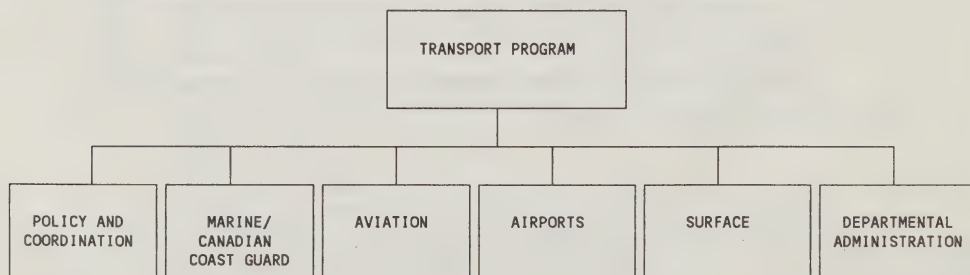 TRANSPORT PROGRAM
POLICY AND
COORDINATION
MARINE/
CANADIAN
COAST GUARD
AVIATION
AIRPORTS
SURFACE
DEPARTMENTAL
ADMINISTRATION